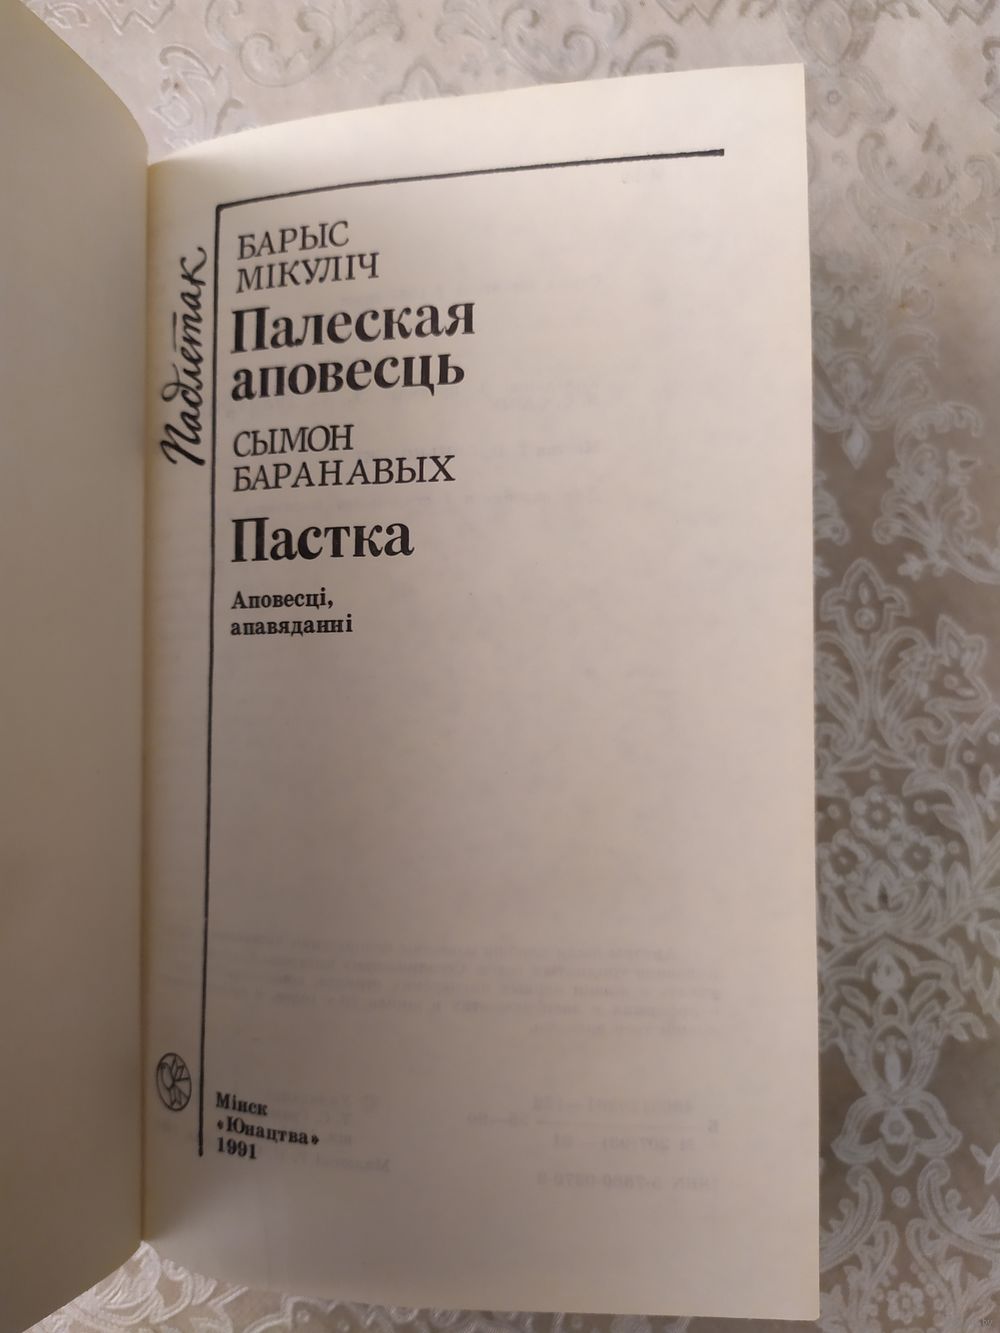 Падлетак
БАРЫС
МІКУЛІЧ
Палеская
аповесць
СЫМОН
БАРАНАВЫХ
Пастка
Аповесці,
апавяданні
Мінск
«Юнацтва»
1991